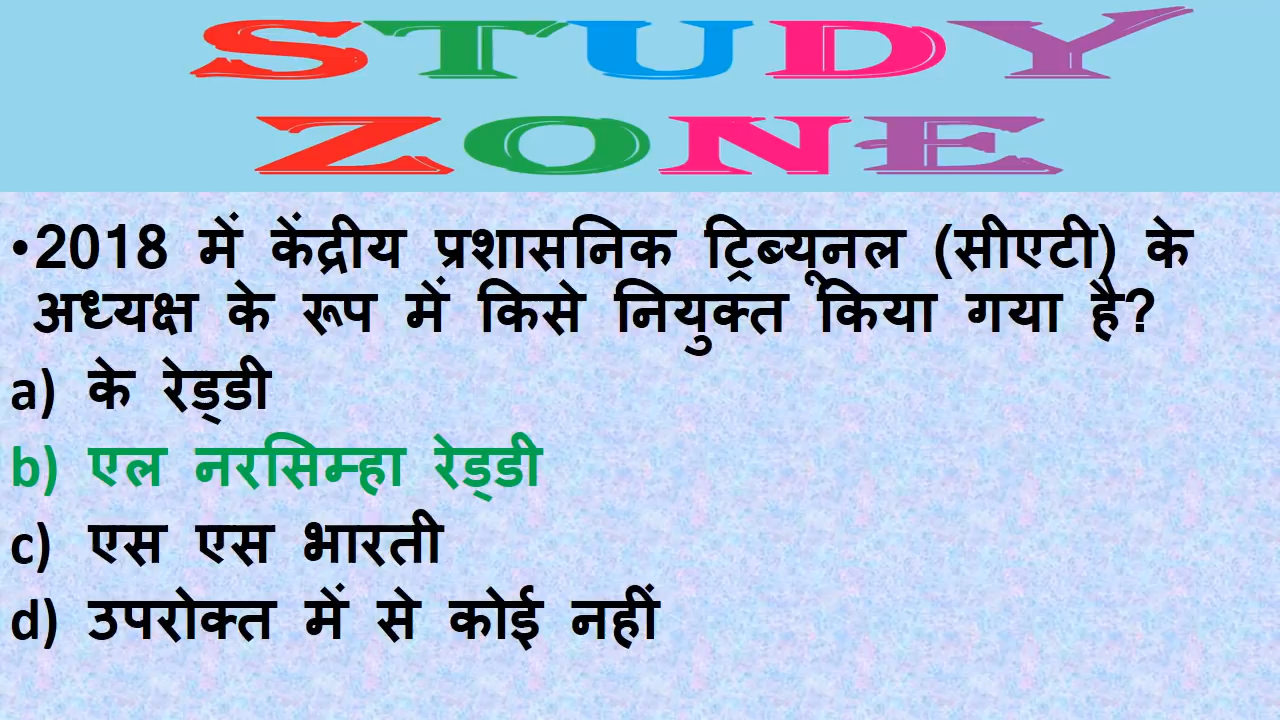 STUDY
ZONE
•2018 में केंद्रीय प्रशासनिक ट्रिब्यूनल (सीएटी) के
अध्यक्ष के रूप में किसे नियुक्त किया गया है?
a) के रेड्डी
b) एल नरसिम्हा रेड्डी
c) एस एस भारती
d) उपरोक्त में से कोई नहीं